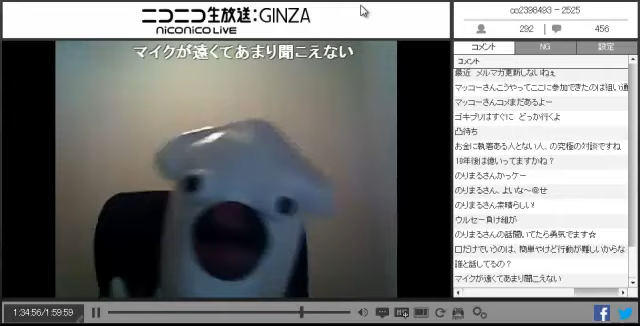 ニコニコ生放送:GINZA
niconico LIVE
co2398493 - 2525
292
456
コメント NG 設定
コメント
マイクが遠くてあまり聞こえない
最近 メルマガ更新しないねぇ
マッコーさんこうやってここに参加できたのは狙い通
マッコーさんコメまだあるよー
ゴキブリはすぐに どっか行くよ
凸待ち
お金に執着ある人とない人、の究極の対談ですね
10年後は億いってますかね?
のりまるさんかっケー
のりまるさん、よいな~@せ
のりまるさん素晴らしい!
ウルセー負け組が
のりまるさんの話聞いてたら勇気でます☆
口だけでいうのは、簡単やけど行動が難しいからな
誰と話してるの?
マイクが遠くてあまり聞こえない
1:34:56/1:59:59